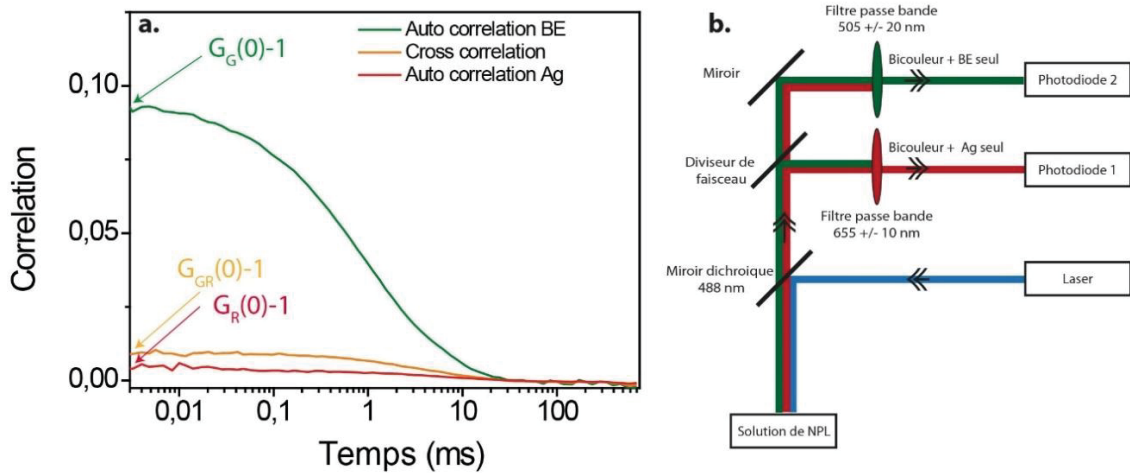 a.
G_G(0)-1
Auto correlation BE
Cross correlation
Auto correlation Ag
0,10
0,05
0,00
G_GR(0)-1
G_R(0)-1
Correlation
0,01
0,1
1
10
100
Temps (ms)
b.
Filtre passe bande
505 +/- 20 nm
Miroir
Bicouleur + BE seul
Photodiode 2
Diviseur de
faisceau
Bicouleur + Ag seul
Photodiode 1
Filtre passe bande
655 +/- 10 nm
Miroir dichroique
488 nm
Laser
Solution de NPL